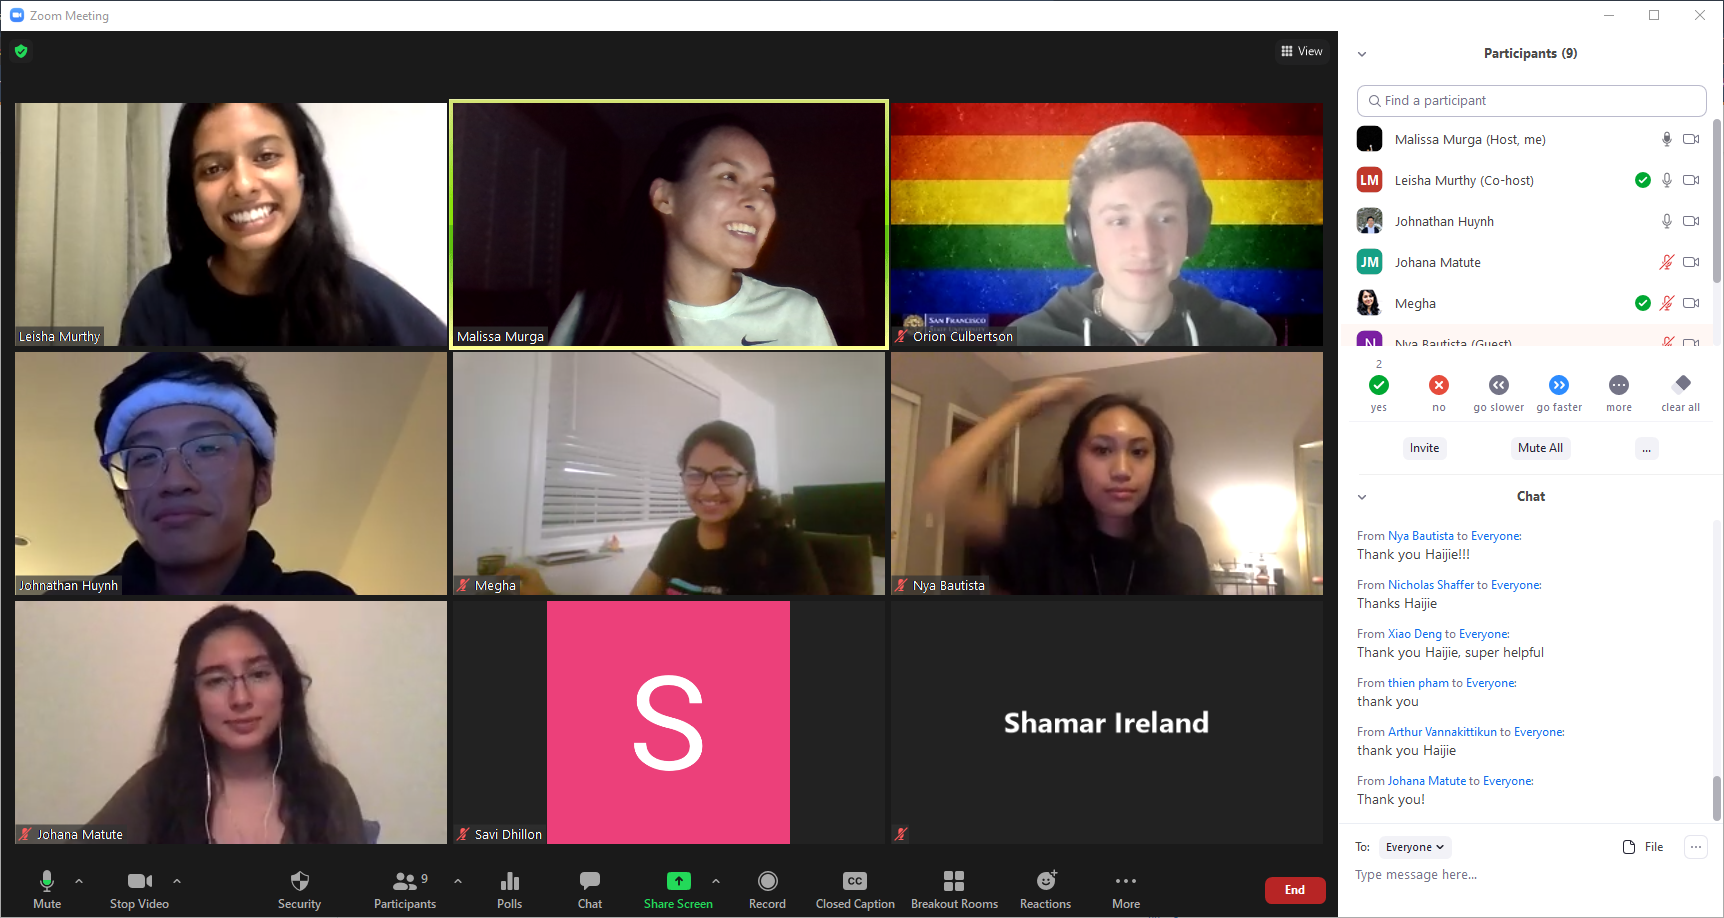 Zoom Meeting
View
Leisha Murthy
Malissa Murga
SAN FRANCISCO
STATE UNIVERSITY
Orion Culbertson
Johnathan Huynh
Megha
Nya Bautista
Johana Matute
S
Savi Dhillon
Shamar Ireland
Mute
Stop Video
Security
9
Participants
Polls
Chat
Share Screen
Record
CC
Closed Caption
Breakout Rooms
Reactions
More
End
Participants (9)
Find a participant
Malissa Murga (Host, me)
LM Leisha Murthy (Co-host)
Johnathan Huynh
JM Johana Matute
Megha
N Nya Bautista (Guest)
2
yes no go slower go faster more clear all
Invite Mute All ...
Chat
From Nya Bautista to Everyone:
Thank you Haijie!!!
From Nicholas Shaffer to Everyone:
Thanks Haijie
From Xiao Deng to Everyone:
Thank you Haijie, super helpful
From thien pham to Everyone:
thank you
From Arthur Vannakittikun to Everyone:
thank you Haijie
From Johana Matute to Everyone:
Thank you!
To: Everyone File
Type message here...